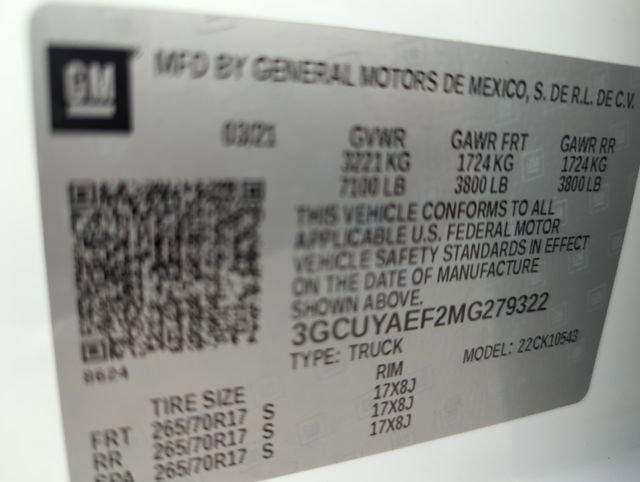 GM
MFD BY GENERAL MOTORS DE MEXICO, S. DE R.L. DE C.V.
03/21 GVWR GAWR FRT GAWR RR
3221 KG 1724 KG 1724 KG
7100 LB 3800 LB 3800 LB
THIS VEHICLE CONFORMS TO ALL
APPLICABLE U.S. FEDERAL MOTOR
VEHICLE SAFETY STANDARDS IN EFFECT
ON THE DATE OF MANUFACTURE
SHOWN ABOVE.
3GCUYAEF2MG279322
TYPE: TRUCK MODEL: 22CK10543
8624
TIRE SIZE RIM
FRT 265/70R17 S 17X8J
RR 265/70R17 S 17X8J
SPA 265/70R17 S 17X8J